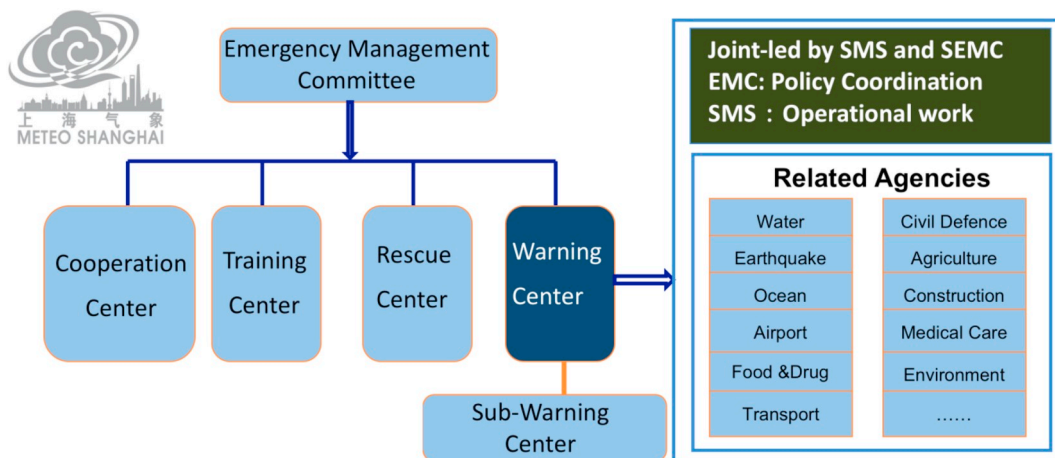 上 海 气 象
METEO SHANGHAI
Emergency Management
Committee
Cooperation
Center
Training
Center
Rescue
Center
Warning
Center
Sub-Warning
Center
Joint-led by SMS and SEMC
EMC: Policy Coordination
SMS：Operational work
Related Agencies
Water
Civil Defence
Earthquake
Agriculture
Ocean
Construction
Airport
Medical Care
Food &Drug
Environment
Transport
……